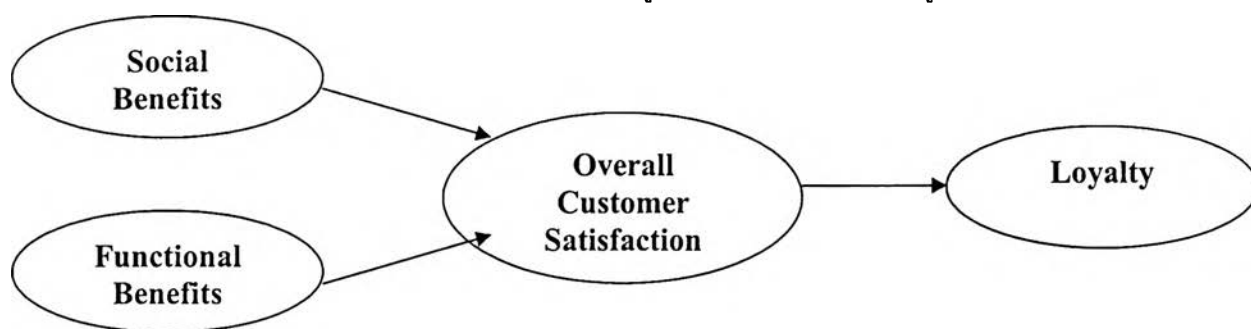 Social
Benefits
Overall
Customer
Satisfaction
Loyalty
Functional
Benefits